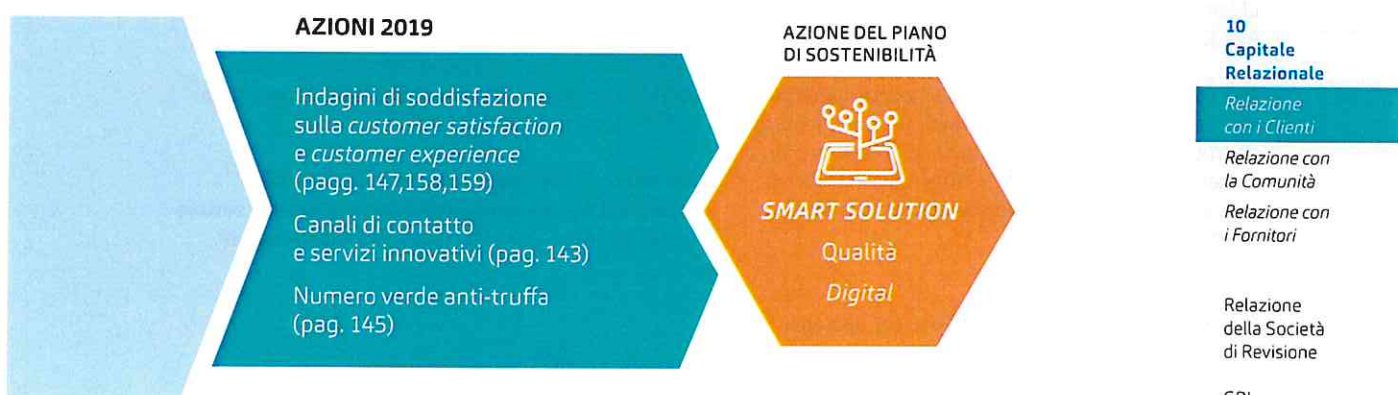 AZIONI 2019
Indagini di soddisfazione
sulla customer satisfaction
e customer experience
(pagg. 147,158,159)
Canali di contatto
e servizi innovativi (pag. 143)
Numero verde anti-truffa
(pag. 145)
AZIONE DEL PIANO
DI SOSTENIBILITÀ
SMART SOLUTION
Qualità
Digital
10
Capitale
Relazionale
Relazione
con i Clienti
Relazione con
la Comunità
Relazione con
i Fornitori
Relazione
della Società
di Revisione